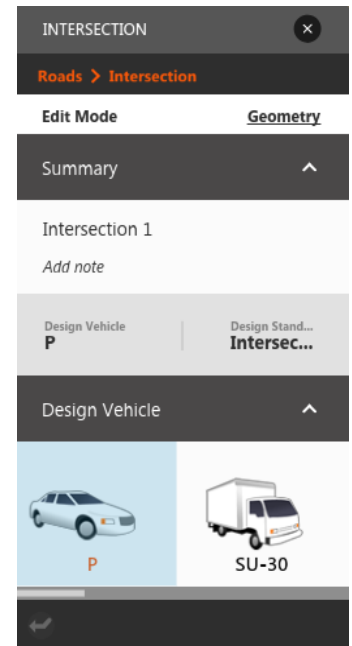 INTERSECTION
Roads > Intersection
Edit Mode Geometry
Summary
Intersection 1
Add note
Design Vehicle Design Stand...
P Intersec...
Design Vehicle
P SU-30